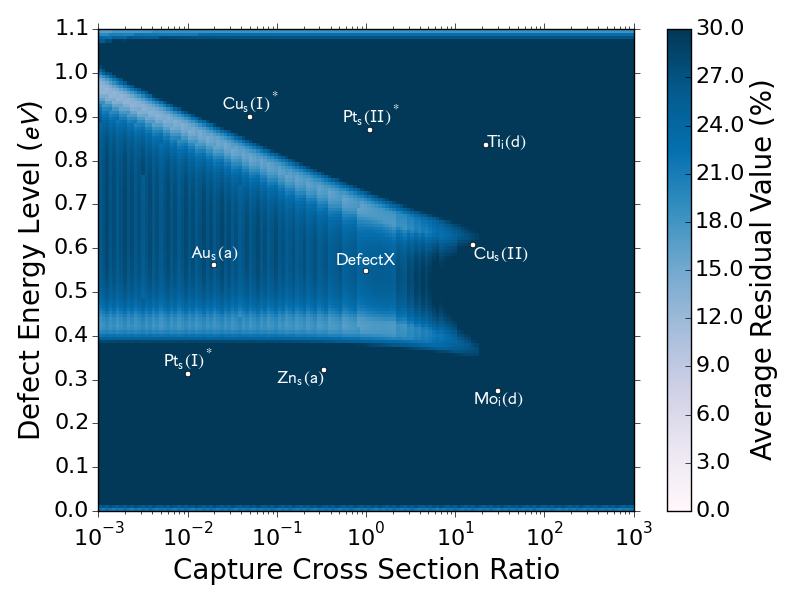 1.1
1.0
0.9
0.8
0.7
0.6
0.5
0.4
0.3
0.2
0.1
0.0
Defect Energy Level (eV)
Cuₛ(I)*
Ptₛ(II)*
Tiᵢ(d)
Auₛ(a)
DefectX
Cuₛ(II)
Ptₛ(I)*
Znₛ(a)
Moᵢ(d)
10⁻³ 10⁻² 10⁻¹ 10⁰ 10¹ 10² 10³
Capture Cross Section Ratio
30.0
27.0
24.0
21.0
18.0
15.0
12.0
9.0
6.0
3.0
0.0
Average Residual Value (%)